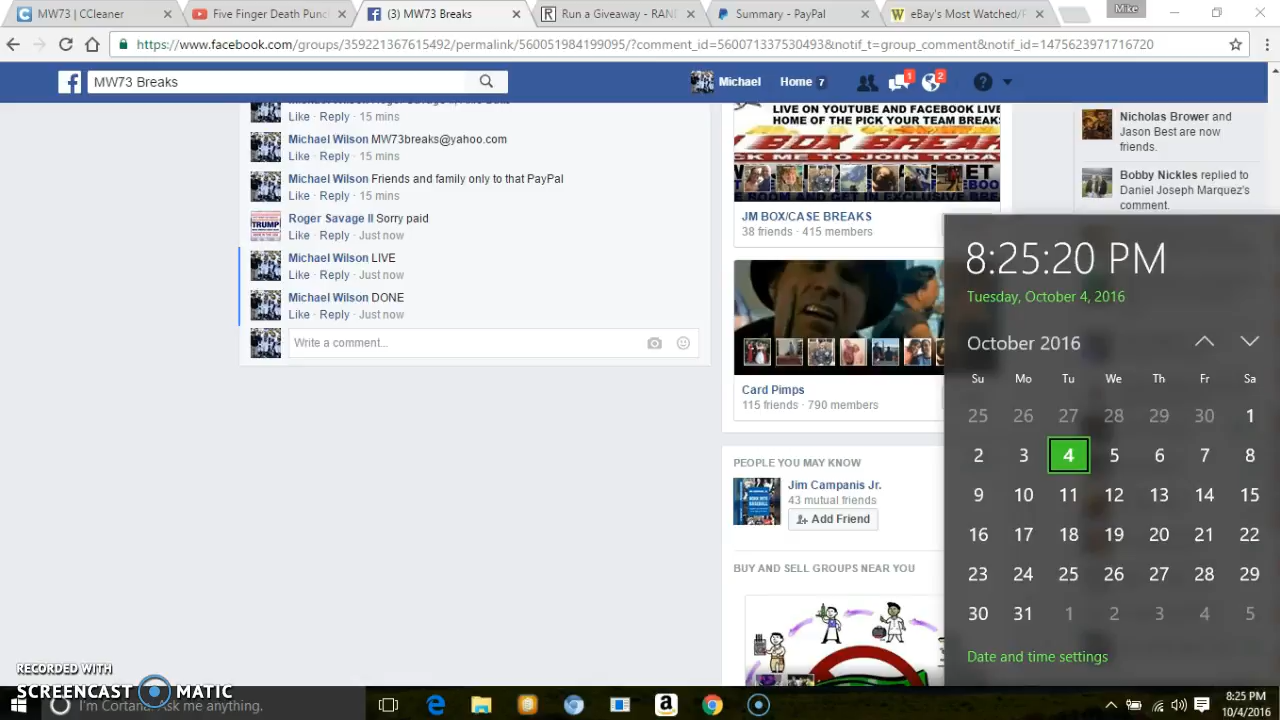 MW73 | CCleaner
Five Finger Death Punc
(3) MW73 Breaks
Run a Giveaway - RAND
Summary - PayPal
eBay's Most Watched/P
Mike
https://www.facebook.com/groups/359221367615492/permalink/560051984199095/?comment_id=560071337530493&notif_t=group_comment&notif_id=1475623971716720
MW73 Breaks
Michael
Home 7
1
2
Like · Reply · 15 mins
Michael Wilson MW73breaks@yahoo.com
Like · Reply · 15 mins
Michael Wilson Friends and family only to that PayPal
Like · Reply · 15 mins
Roger Savage II Sorry paid
Like · Reply · Just now
Michael Wilson LIVE
Like · Reply · Just now
Michael Wilson DONE
Like · Reply · Just now
Write a comment...
TRUMP
LIVE ON YOUTUBE AND FACEBOOK LIVE
HOME OF THE PICK YOUR TEAM BREAKS
CK ME TO JOIN TODA
JM BOX/CASE BREAKS
38 friends · 415 members
Card Pimps
115 friends · 790 members
PEOPLE YOU MAY KNOW
Jim Campanis Jr.
43 mutual friends
Add Friend
BUY AND SELL GROUPS NEAR YOU
Nicholas Brower and
Jason Best are now
friends.
Bobby Nickles replied to
Daniel Joseph Marquez's
comment.
8:25:20 PM
Tuesday, October 4, 2016
October 2016
Su Mo Tu We Th Fr Sa
25 26 27 28 29 30 1
2 3 4 5 6 7 8
9 10 11 12 13 14 15
16 17 18 19 20 21 22
23 24 25 26 27 28 29
30 31 1 2 3 4 5
Date and time settings
RECORDED WITH
SCREENCAST MATIC
I'm Cortana. Ask me anything.
8:25 PM
10/4/2016